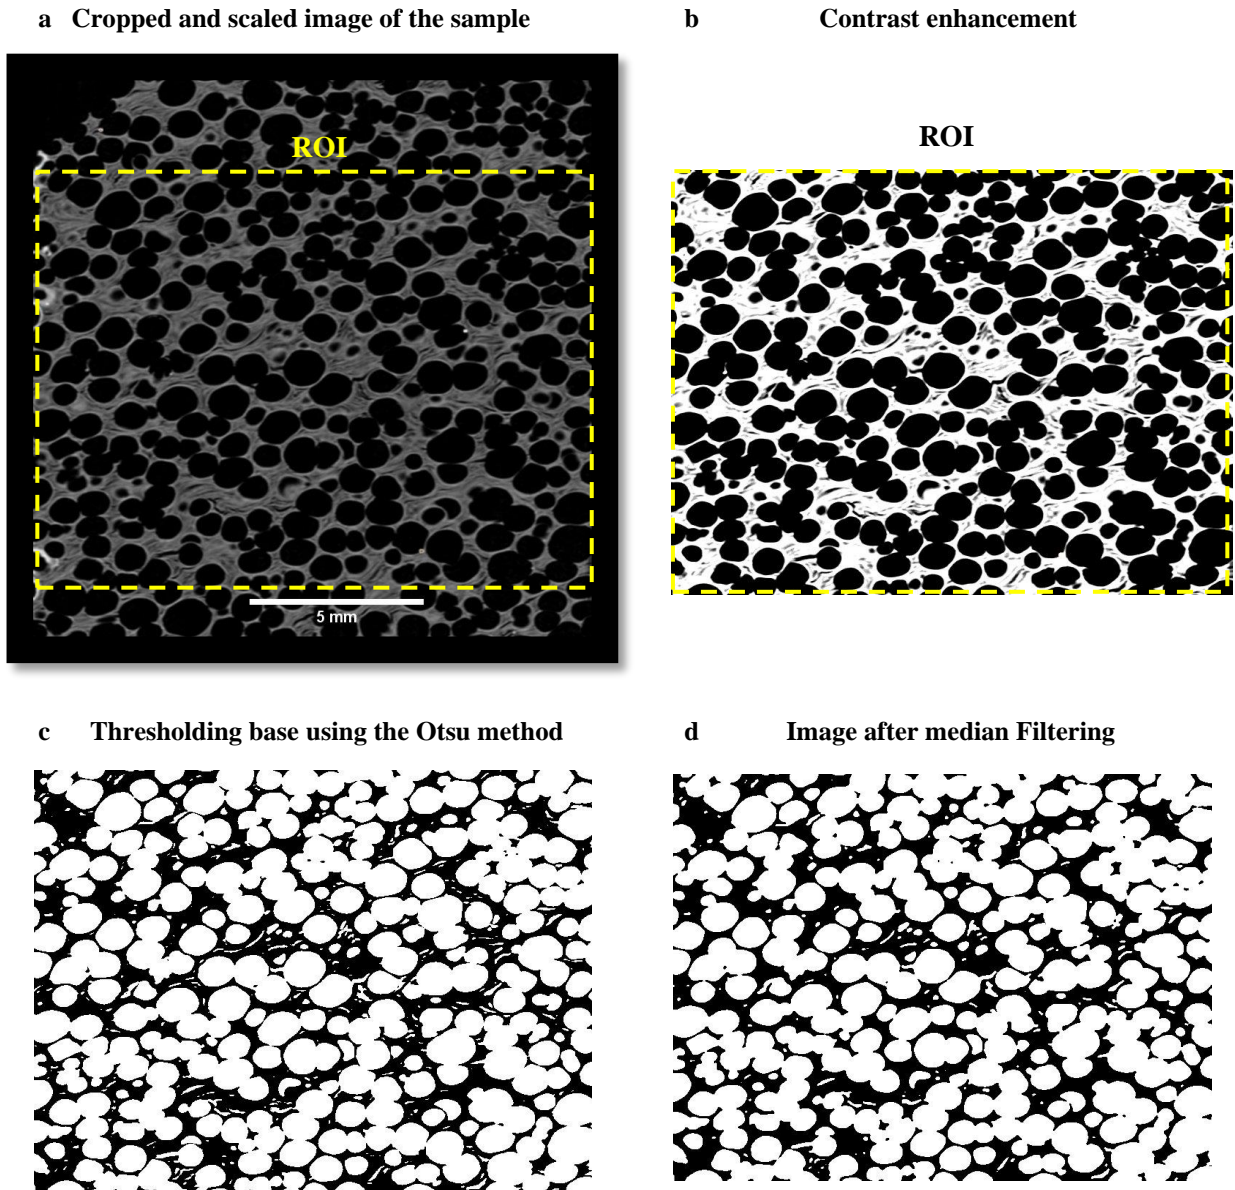 a Cropped and scaled image of the sample
b Contrast enhancement
ROI
ROI
5 mm
c Thresholding base using the Otsu method
d Image after median Filtering